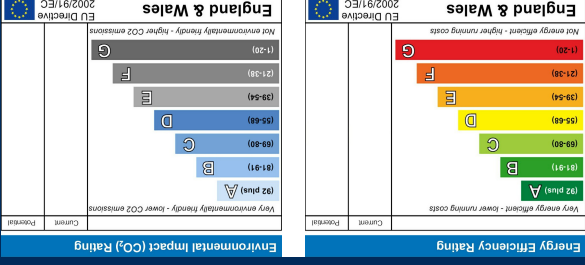 Energy Efficiency Rating
Current Potential
Very energy efficient - lower running costs
(92 plus) A
(81-91) B
(69-80) C
(55-68) D
(39-54) E
(21-38) F
(1-20) G
Not energy efficient - higher running costs
England & Wales
EU Directive
2002/91/EC
Environmental Impact (CO₂) Rating
Current Potential
Very environmentally friendly - lower CO2 emissions
(92 plus) A
(81-91) B
(69-80) C
(55-68) D
(39-54) E
(21-38) F
(1-20) G
Not environmentally friendly - higher CO2 emissions
England & Wales
EU Directive
2002/91/EC